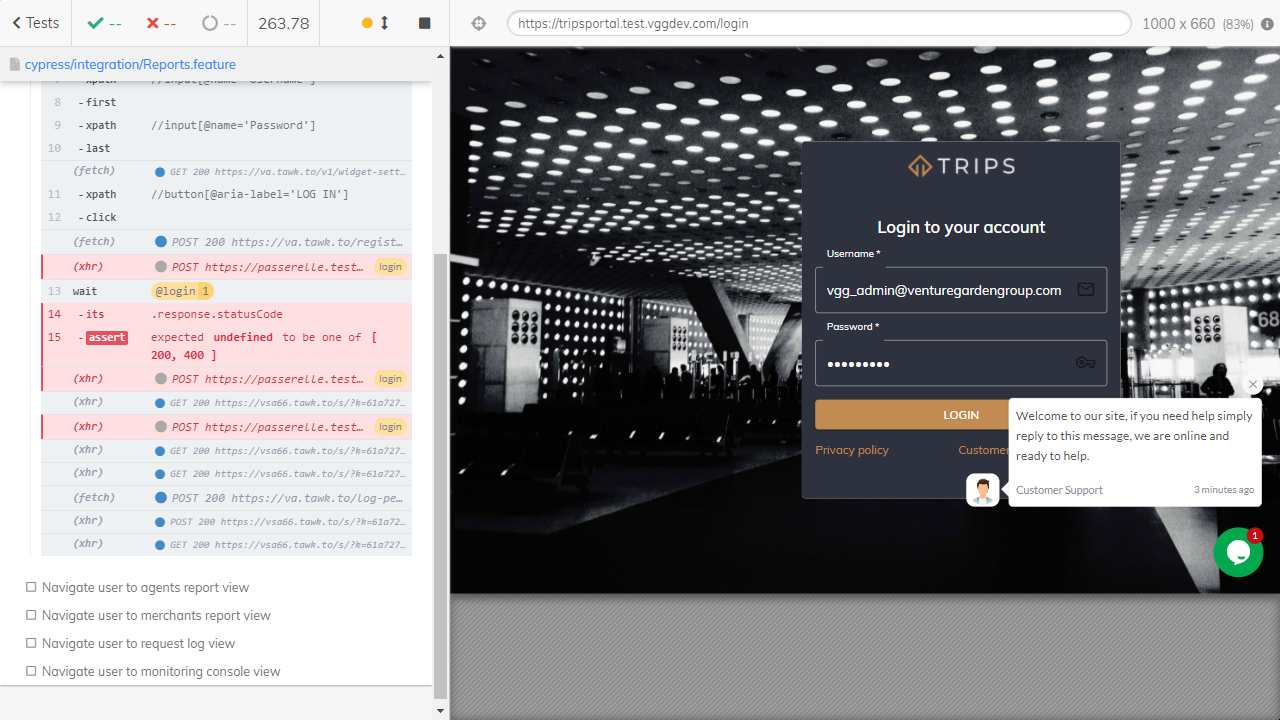 Tests
--
--
--
263.78
cypress/integration/Reports.feature
8 -first
9 -xpath //input[@name='Password']
10 -last
(fetch) GET 200 https://va.tawk.to/v1/widget-sett…
11 -xpath //button[@aria-label='LOG IN']
12 -click
(fetch) POST 200 https://va.tawk.to/regist…
(xhr) POST https://passerelle.test… login
13 wait @login 1
14 -its .response.statusCode
15 -assert expected undefined to be one of [
200, 400 ]
(xhr) POST https://passerelle.test… login
(xhr) GET 200 https://vsa66.tawk.to/s/?k=61a727…
(xhr) POST https://passerelle.test… login
(xhr) GET 200 https://vsa66.tawk.to/s/?k=61a727…
(xhr) GET 200 https://vsa66.tawk.to/s/?k=61a727…
(fetch) POST 200 https://va.tawk.to/log-pe…
(xhr) POST 200 https://vsa66.tawk.to/s/?k=61a727…
(xhr) GET 200 https://vsa66.tawk.to/s/?k=61a727…
Navigate user to agents report view
Navigate user to merchants report view
Navigate user to request log view
Navigate user to monitoring console view
https://tripsportal.test.vggdev.com/login
1000 x 660 (83%)
TRIPS
Login to your account
Username *
vgg_admin@venturegardengroup.com
Password *
LOGIN
Privacy policy
Customer
68
Welcome to our site, if you need help simply
reply to this message, we are online and
ready to help.
Customer Support 3 minutes ago
1